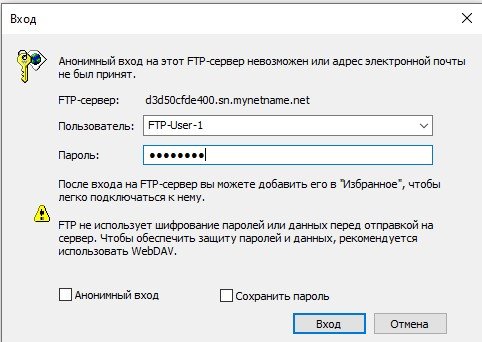 Вход
Анонимный вход на этот FTP-сервер невозможен или адрес электронной почты
не был принят.
FTP-сервер: d3d50cfde400.sn.mynetname.net
Пользователь: FTP-User-1
Пароль: ●●●●●●●●
После входа на FTP-сервер вы можете добавить его в "Избранное", чтобы
легко подключаться к нему.
FTP не использует шифрование паролей или данных перед отправкой на
сервер. Чтобы обеспечить защиту паролей и данных, рекомендуется
использовать WebDAV.
Анонимный вход Сохранить пароль
Вход Отмена